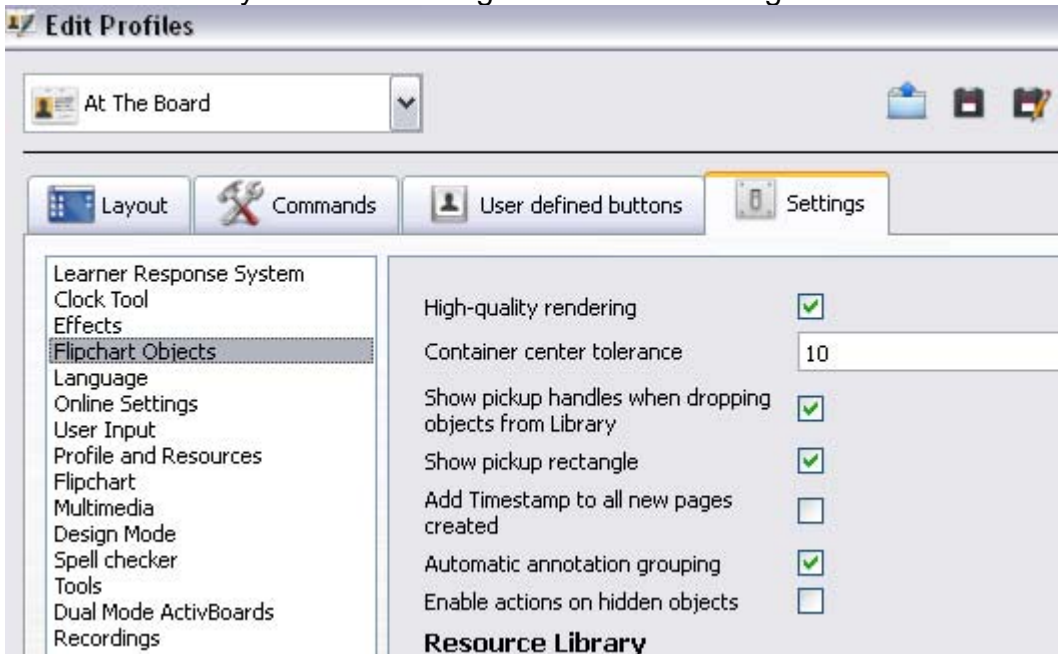 Edit Profiles
At The Board
Layout
Commands
User defined buttons
Settings
Learner Response System
Clock Tool
Effects
Flipchart Objects
Language
Online Settings
User Input
Profile and Resources
Flipchart
Multimedia
Design Mode
Spell checker
Tools
Dual Mode ActivBoards
Recordings
High-quality rendering
Container center tolerance
10
Show pickup handles when dropping
objects from Library
Show pickup rectangle
Add Timestamp to all new pages
created
Automatic annotation grouping
Enable actions on hidden objects
Resource Library